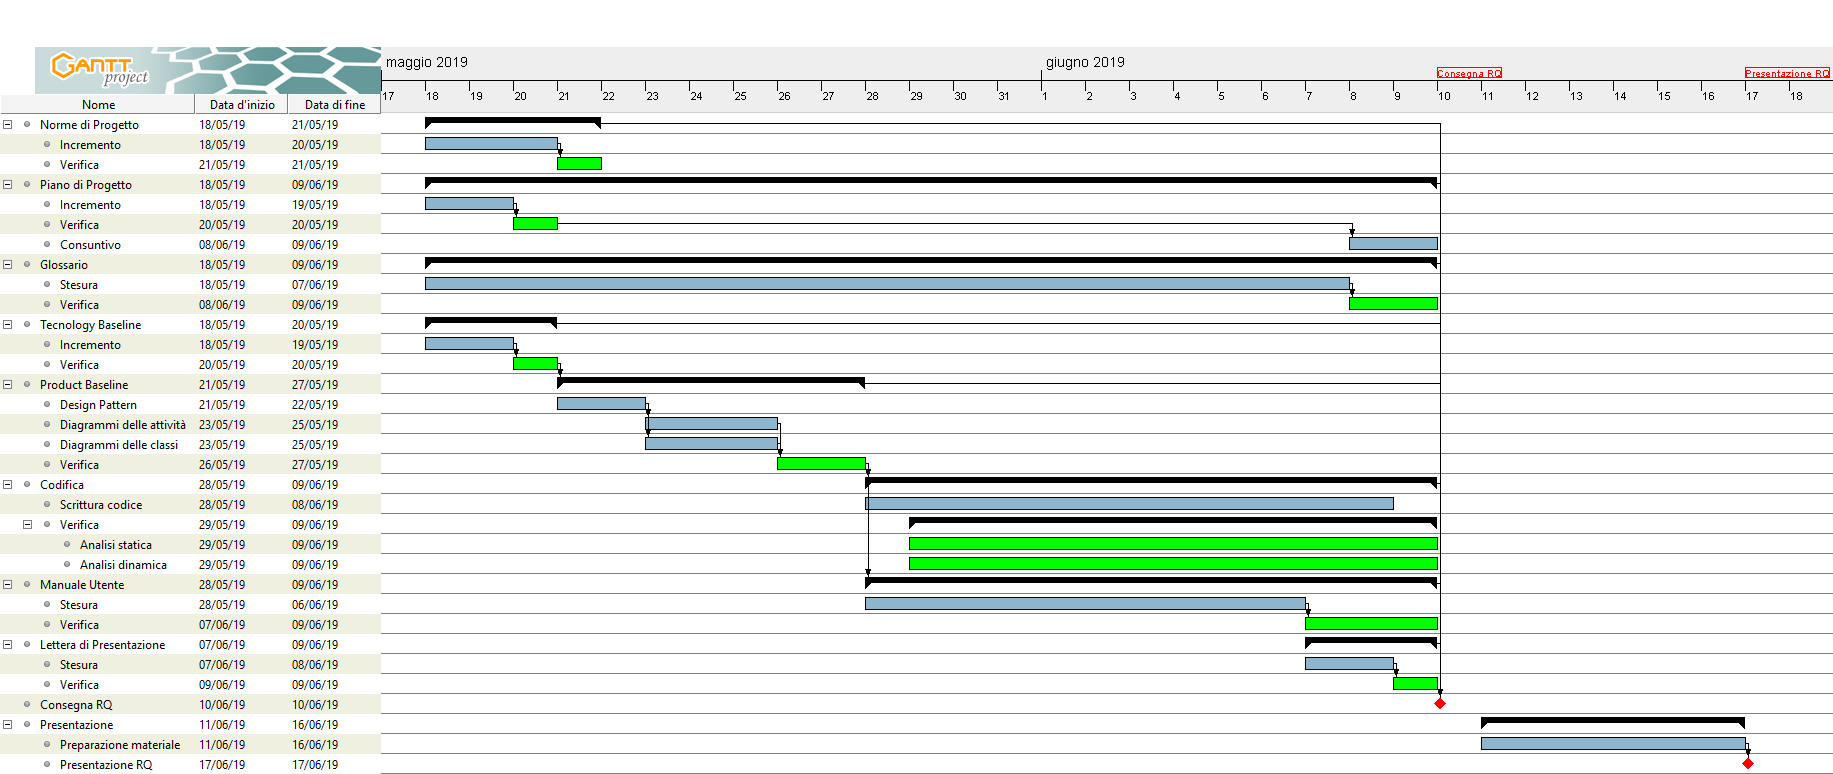 GANTT
project
maggio 2019
giugno 2019
Consegna RQ
Presentazione RQ
17 18 19 20 21 22 23 24 25 26 27 28 29 30 31 1 2 3 4 5 6 7 8 9 10 11 12 13 14 15 16 17 18
Nome Data d'inizio Data di fine
Norme di Progetto 18/05/19 21/05/19
Incremento 18/05/19 20/05/19
Verifica 21/05/19 21/05/19
Piano di Progetto 18/05/19 09/06/19
Incremento 18/05/19 19/05/19
Verifica 20/05/19 20/05/19
Consuntivo 08/06/19 09/06/19
Glossario 18/05/19 09/06/19
Stesura 18/05/19 07/06/19
Verifica 08/06/19 09/06/19
Tecnology Baseline 18/05/19 20/05/19
Incremento 18/05/19 19/05/19
Verifica 20/05/19 20/05/19
Product Baseline 21/05/19 27/05/19
Design Pattern 21/05/19 22/05/19
Diagrammi delle attività 23/05/19 25/05/19
Diagrammi delle classi 23/05/19 25/05/19
Verifica 26/05/19 27/05/19
Codifica 28/05/19 09/06/19
Scrittura codice 28/05/19 08/06/19
Verifica 29/05/19 09/06/19
Analisi statica 29/05/19 09/06/19
Analisi dinamica 29/05/19 09/06/19
Manuale Utente 28/05/19 09/06/19
Stesura 28/05/19 06/06/19
Verifica 07/06/19 09/06/19
Lettera di Presentazione 07/06/19 09/06/19
Stesura 07/06/19 08/06/19
Verifica 09/06/19 09/06/19
Consegna RQ 10/06/19 10/06/19
Presentazione 11/06/19 16/06/19
Preparazione materiale 11/06/19 16/06/19
Presentazione RQ 17/06/19 17/06/19